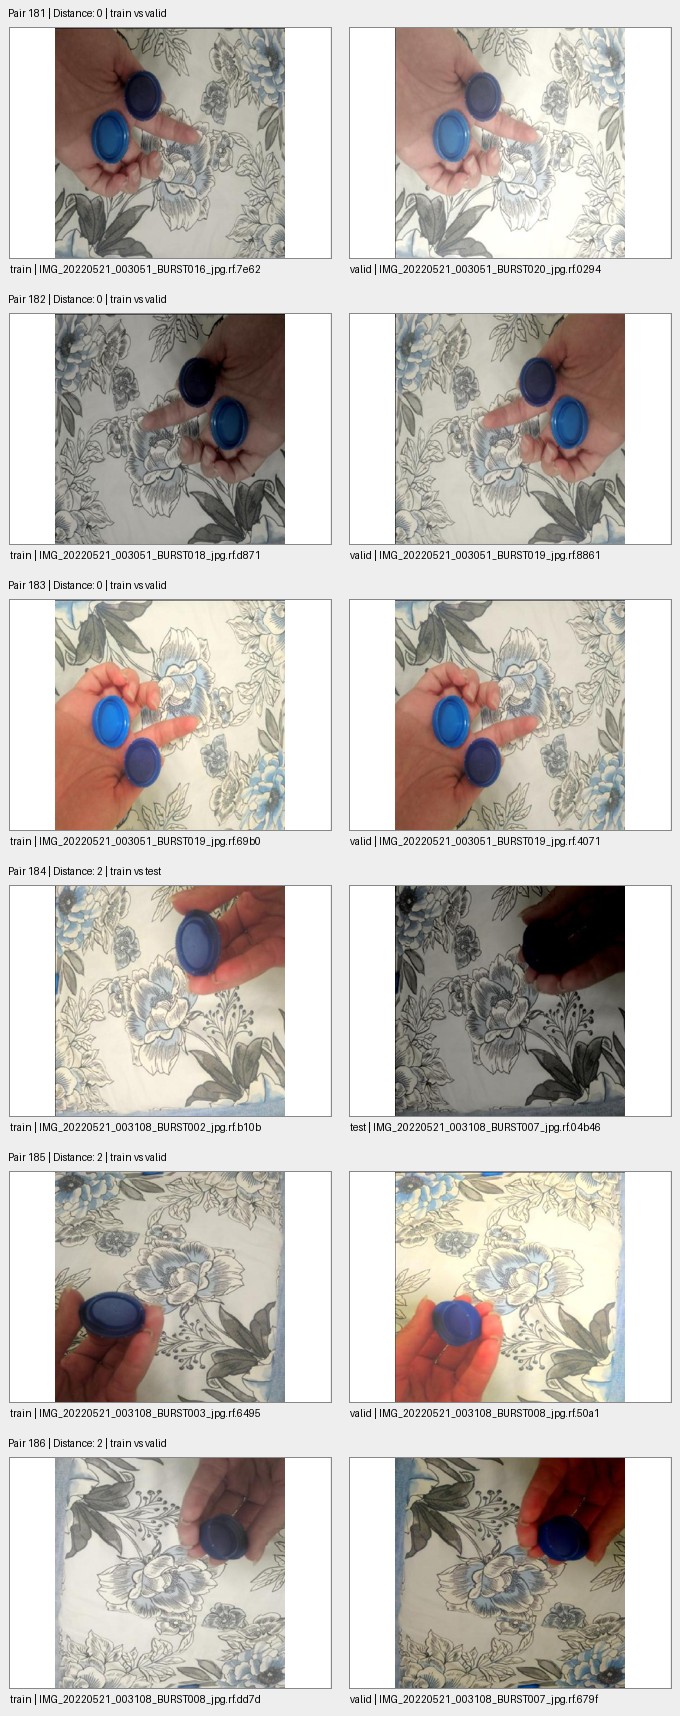 Pair 181 | Distance: 0 | train vs valid
train | IMG_20220521_003051_BURST016_jpg.rf.7e62
valid | IMG_20220521_003051_BURST020_jpg.rf.0294
Pair 182 | Distance: 0 | train vs valid
train | IMG_20220521_003051_BURST018_jpg.rf.d871
valid | IMG_20220521_003051_BURST019_jpg.rf.8861
Pair 183 | Distance: 0 | train vs valid
train | IMG_20220521_003051_BURST019_jpg.rf.69b0
valid | IMG_20220521_003051_BURST019_jpg.rf.4071
Pair 184 | Distance: 2 | train vs test
train | IMG_20220521_003108_BURST002_jpg.rf.b10b
test | IMG_20220521_003108_BURST007_jpg.rf.04b46
Pair 185 | Distance: 2 | train vs valid
train | IMG_20220521_003108_BURST003_jpg.rf.6495
valid | IMG_20220521_003108_BURST008_jpg.rf.50a1
Pair 186 | Distance: 2 | train vs valid
train | IMG_20220521_003108_BURST008_jpg.rf.dd7d
valid | IMG_20220521_003108_BURST007_jpg.rf.679f